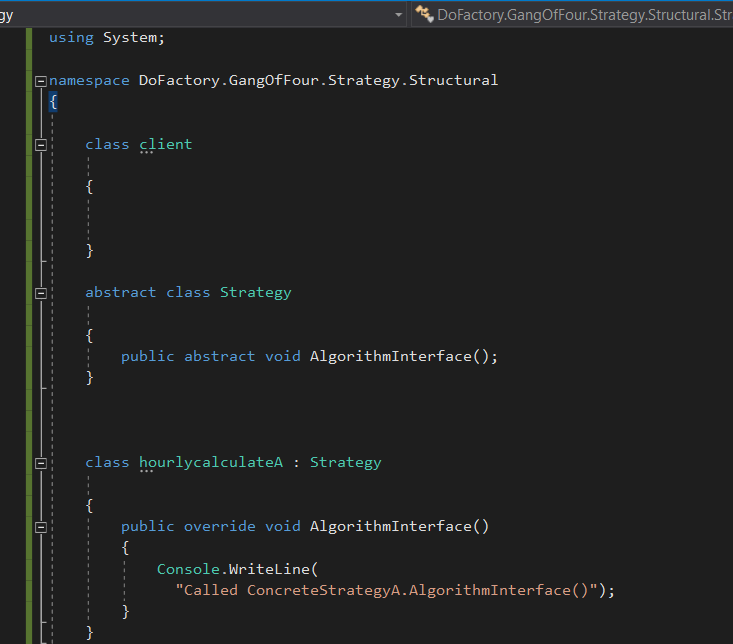 gy
DoFactory.GangOfFour.Strategy.Structural.Str
using System;
namespace DoFactory.GangOfFour.Strategy.Structural
{
class client
{
}
abstract class Strategy
{
public abstract void AlgorithmInterface();
}
class hourlycalculateA : Strategy
{
public override void AlgorithmInterface()
{
Console.WriteLine(
"Called ConcreteStrategyA.AlgorithmInterface()");
}
}